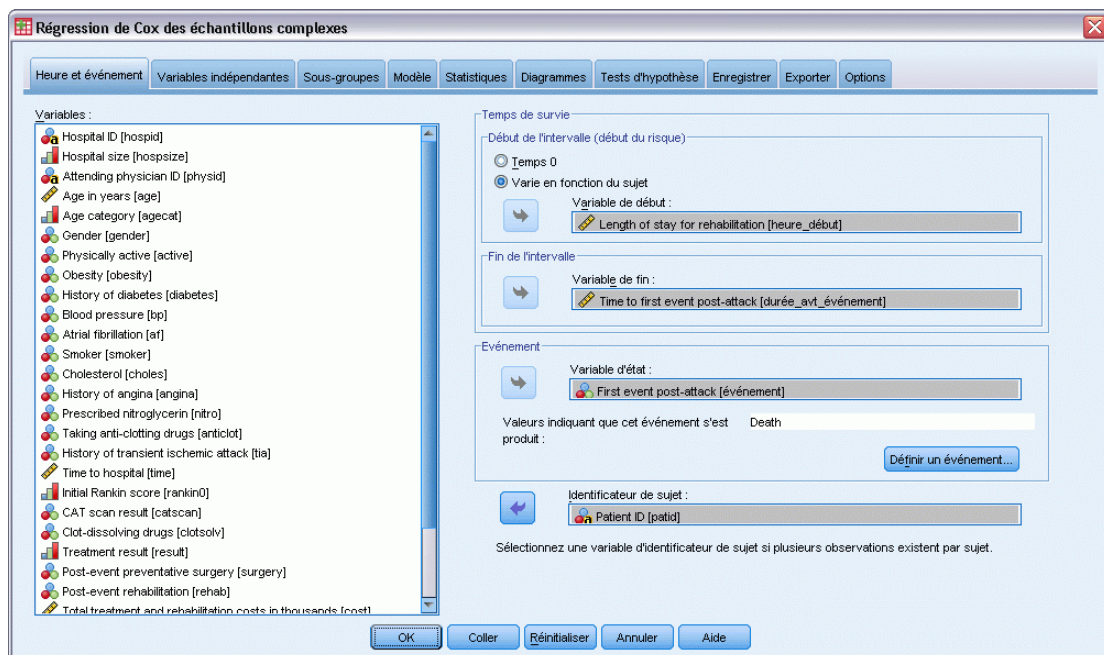 Régression de Cox des échantillons complexes
Heure et événement
Variables indépendantes
Sous-groupes
Modèle
Statistiques
Diagrammes
Tests d'hypothèse
Enregistrer
Exporter
Options
Variables :
Hospital ID [hospid]
Hospital size [hospsize]
Attending physician ID [physid]
Age in years [age]
Age category [agecat]
Gender [gender]
Physically active [active]
Obesity [obesity]
History of diabetes [diabetes]
Blood pressure [bp]
Atrial fibrillation [af]
Smoker [smoker]
Cholesterol [choles]
History of angina [angina]
Prescribed nitroglycerin [nitro]
Taking anti-clotting drugs [anticlot]
History of transient ischemic attack [tia]
Time to hospital [time]
Initial Rankin score [rankin0]
CAT scan result [catscan]
Clot-dissolving drugs [clotsolv]
Treatment result [result]
Post-event preventative surgery [surgery]
Post-event rehabilitation [rehab]
Total treatment and rehabilitation costs in thousands [cost]
Temps de survie
Début de l'intervalle (début du risque)
Temps 0
Varie en fonction du sujet
Variable de début :
Length of stay for rehabilitation [heure_début]
Fin de l'intervalle
Variable de fin :
Time to first event post-attack [durée_avt_événement]
Evénement
Variable d'état :
First event post-attack [événement]
Valeurs indiquant que cet événement s'est
produit :
Death
Définir un événement...
Identificateur de sujet :
Patient ID [patid]
Sélectionnez une variable d'identificateur de sujet si plusieurs observations existent par sujet.
OK
Coller
Réinitialiser
Annuler
Aide